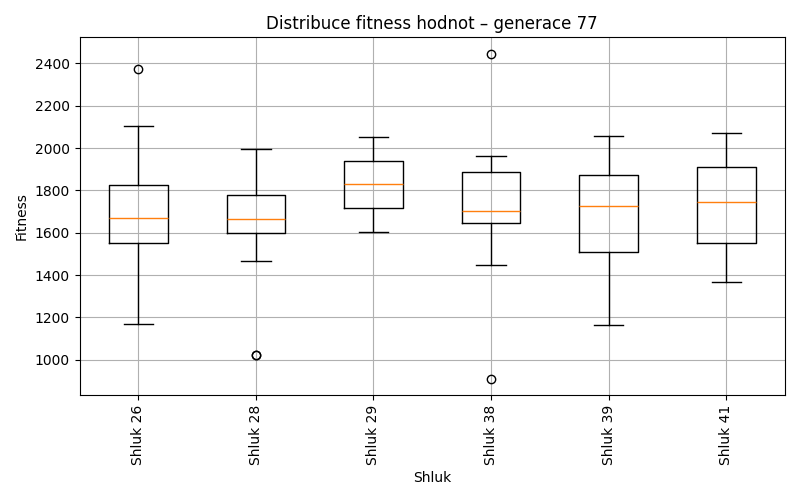 Distribuce fitness hodnot – generace 77
Fitness
2400
2200
2000
1800
1600
1400
1200
1000
Shluk 26
Shluk 28
Shluk 29
Shluk 38
Shluk 39
Shluk 41
Shluk